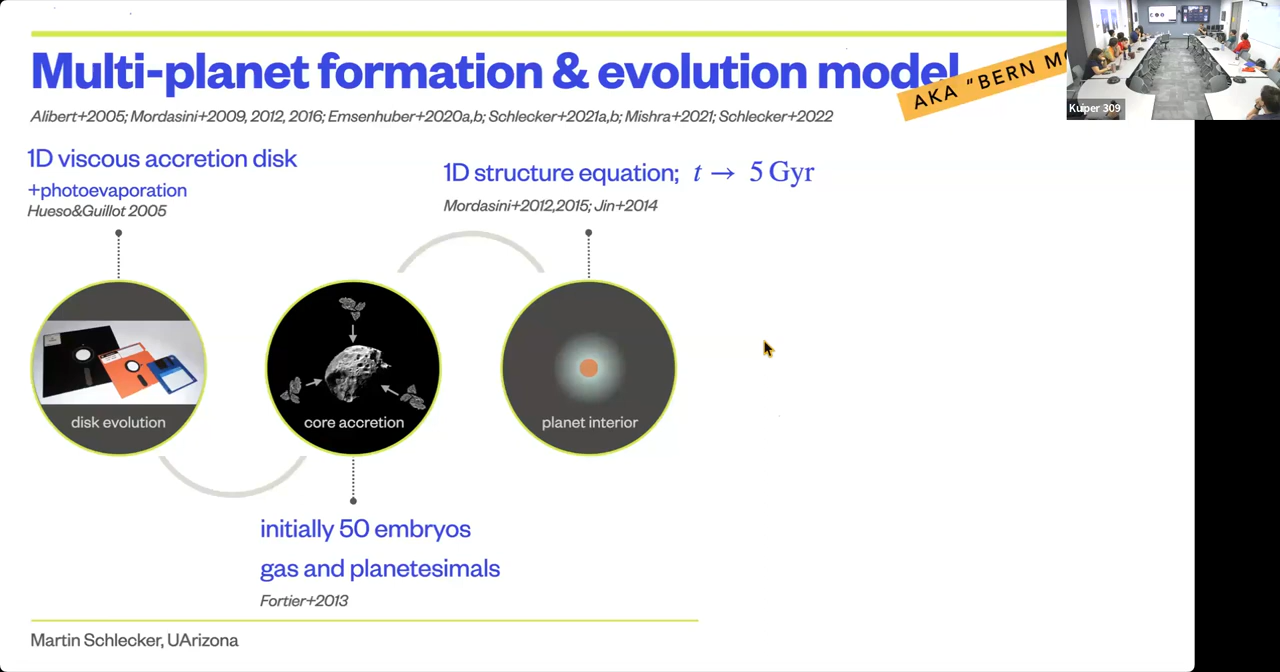 Multi-planet formation & evolution model
AKA "BERN
Kuiper 309
Alibert+2005; Mordasini+2009, 2012, 2016; Emsenhuber+2020a,b; Schlecker+2021a,b; Mishra+2021; Schlecker+2022
1D viscous accretion disk
+photoevaporation
Hueso&Guillot 2005
1D structure equation; t → 5 Gyr
Mordasini+2012,2015; Jin+2014
disk evolution
core accretion
planet interior
initially 50 embryos
gas and planetesimals
Fortier+2013
Martin Schlecker, UArizona